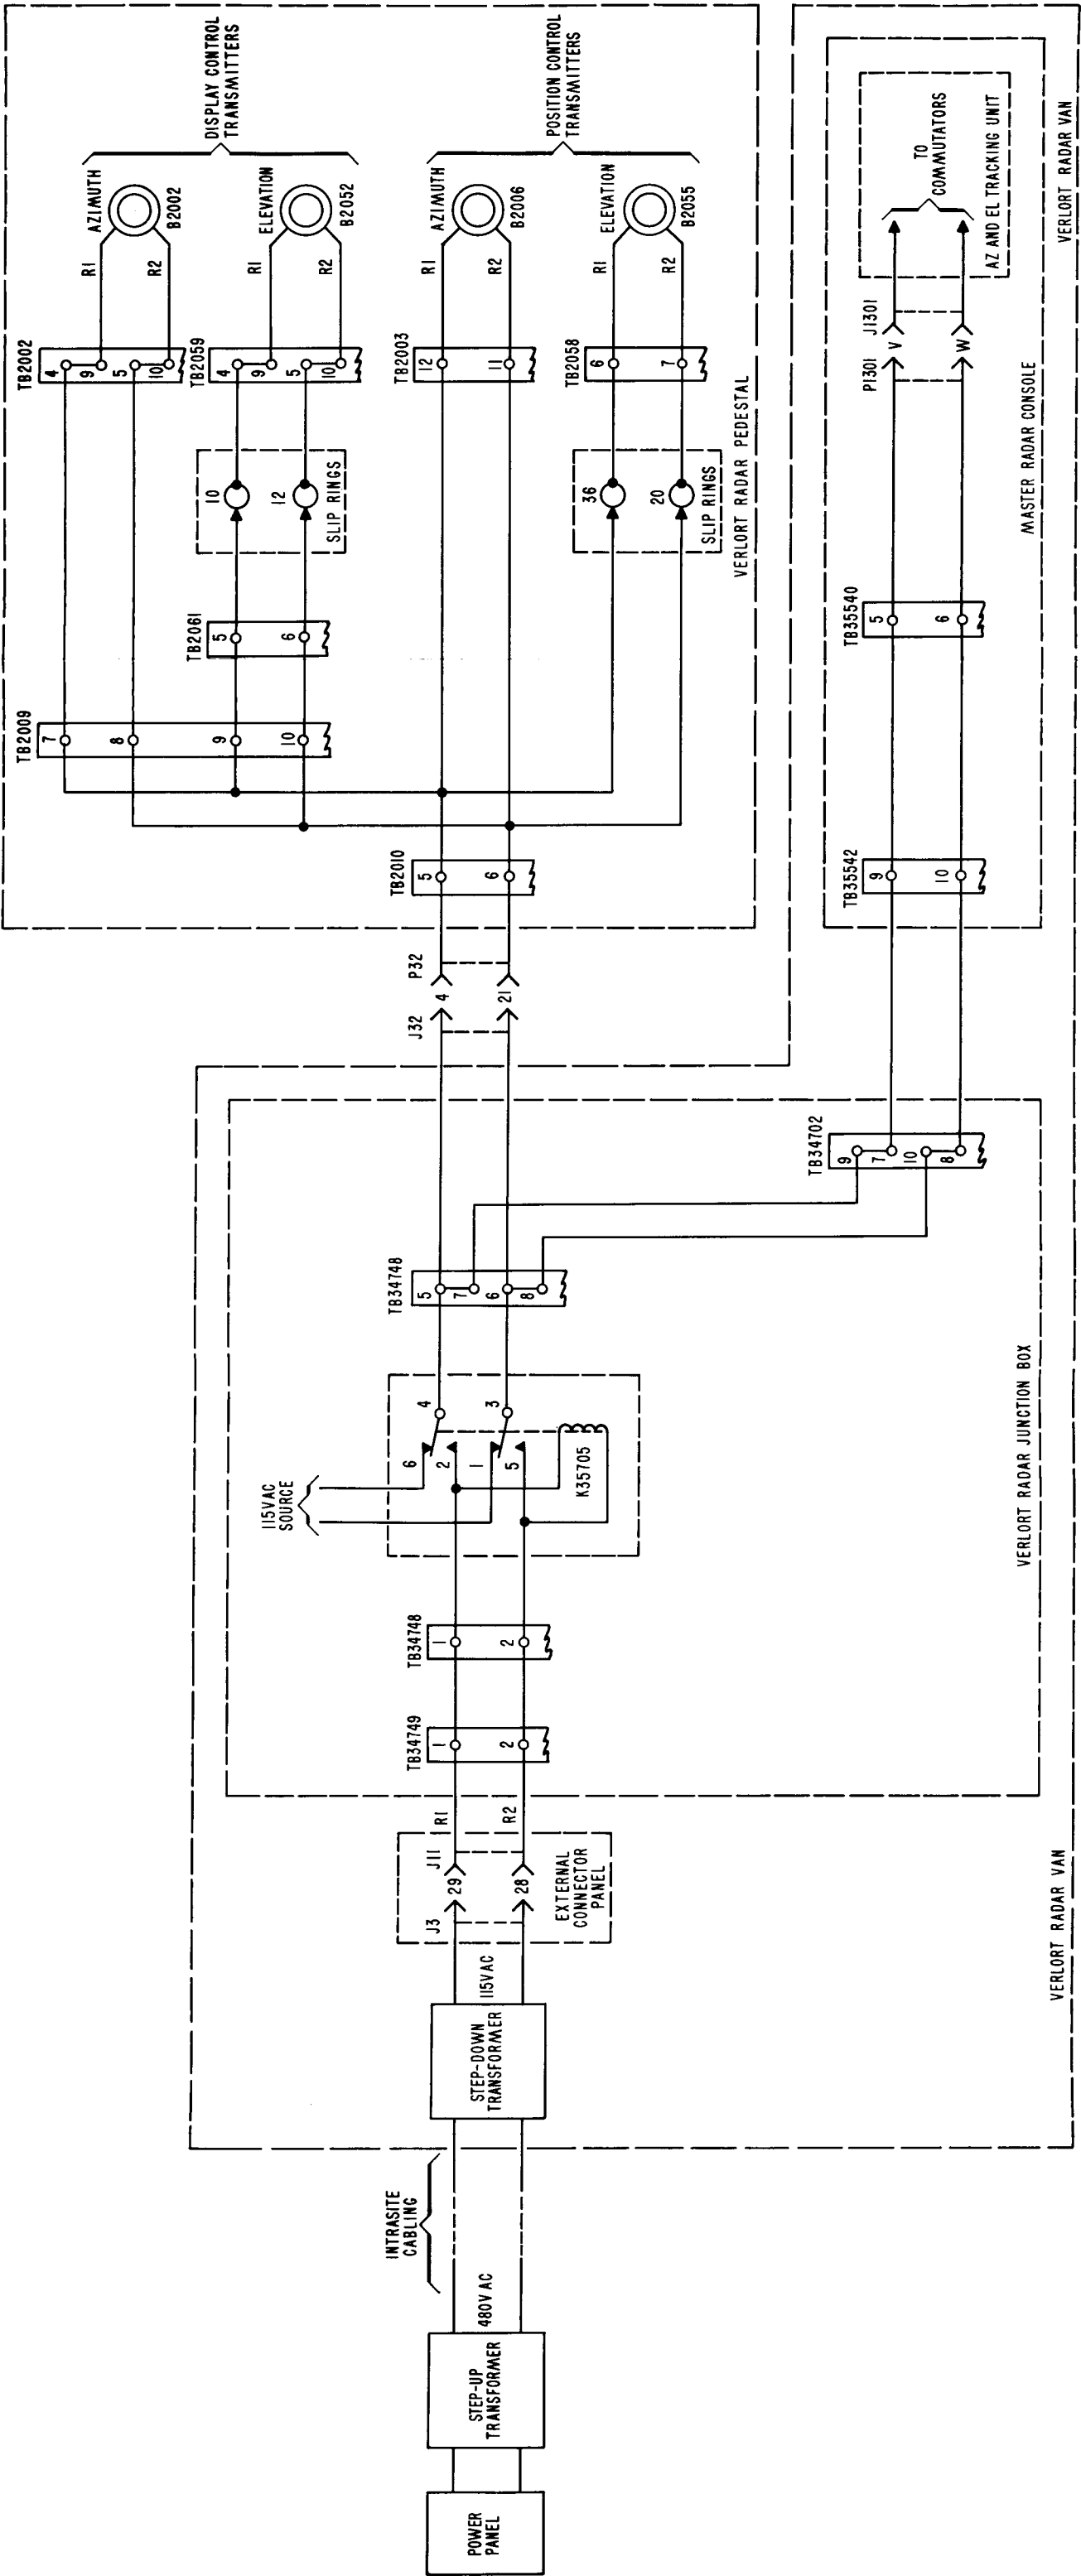 POWER
PANEL
STEP-UP
TRANSFORMER
480V AC
INTRASITE
CABLING
STEP-DOWN
TRANSFORMER
115VAC
J3
J11
29
28
EXTERNAL
CONNECTOR
PANEL
R1
R2
TB34749
1
2
TB34748
1
2
115VAC
SOURCE
6
2
1
5
4
3
K35705
TB34748
5
7
6
8
TB34702
9
7
10
8
VERLORT RADAR JUNCTION BOX
VERLORT RADAR VAN
J32
P32
4
21
TB2010
5
6
TB2009
7
8
9
10
TB2061
5
6
10
12
SLIP RINGS
36
20
SLIP RINGS
TB2002
4
9
5
10
TB2059
4
9
5
10
TB2003
12
11
TB2058
6
7
R1
R2
AZIMUTH
B2002
R1
R2
ELEVATION
B2052
DISPLAY CONTROL
TRANSMITTERS
R1
R2
AZIMUTH
B2006
R1
R2
ELEVATION
B2055
POSITION CONTROL
TRANSMITTERS
VERLORT RADAR PEDESTAL
TB35542
9
10
TB35540
5
6
P1301
J1301
V
W
TO
COMMUTATORS
AZ AND EL TRACKING UNIT
MASTER RADAR CONSOLE
VERLORT RADAR VAN